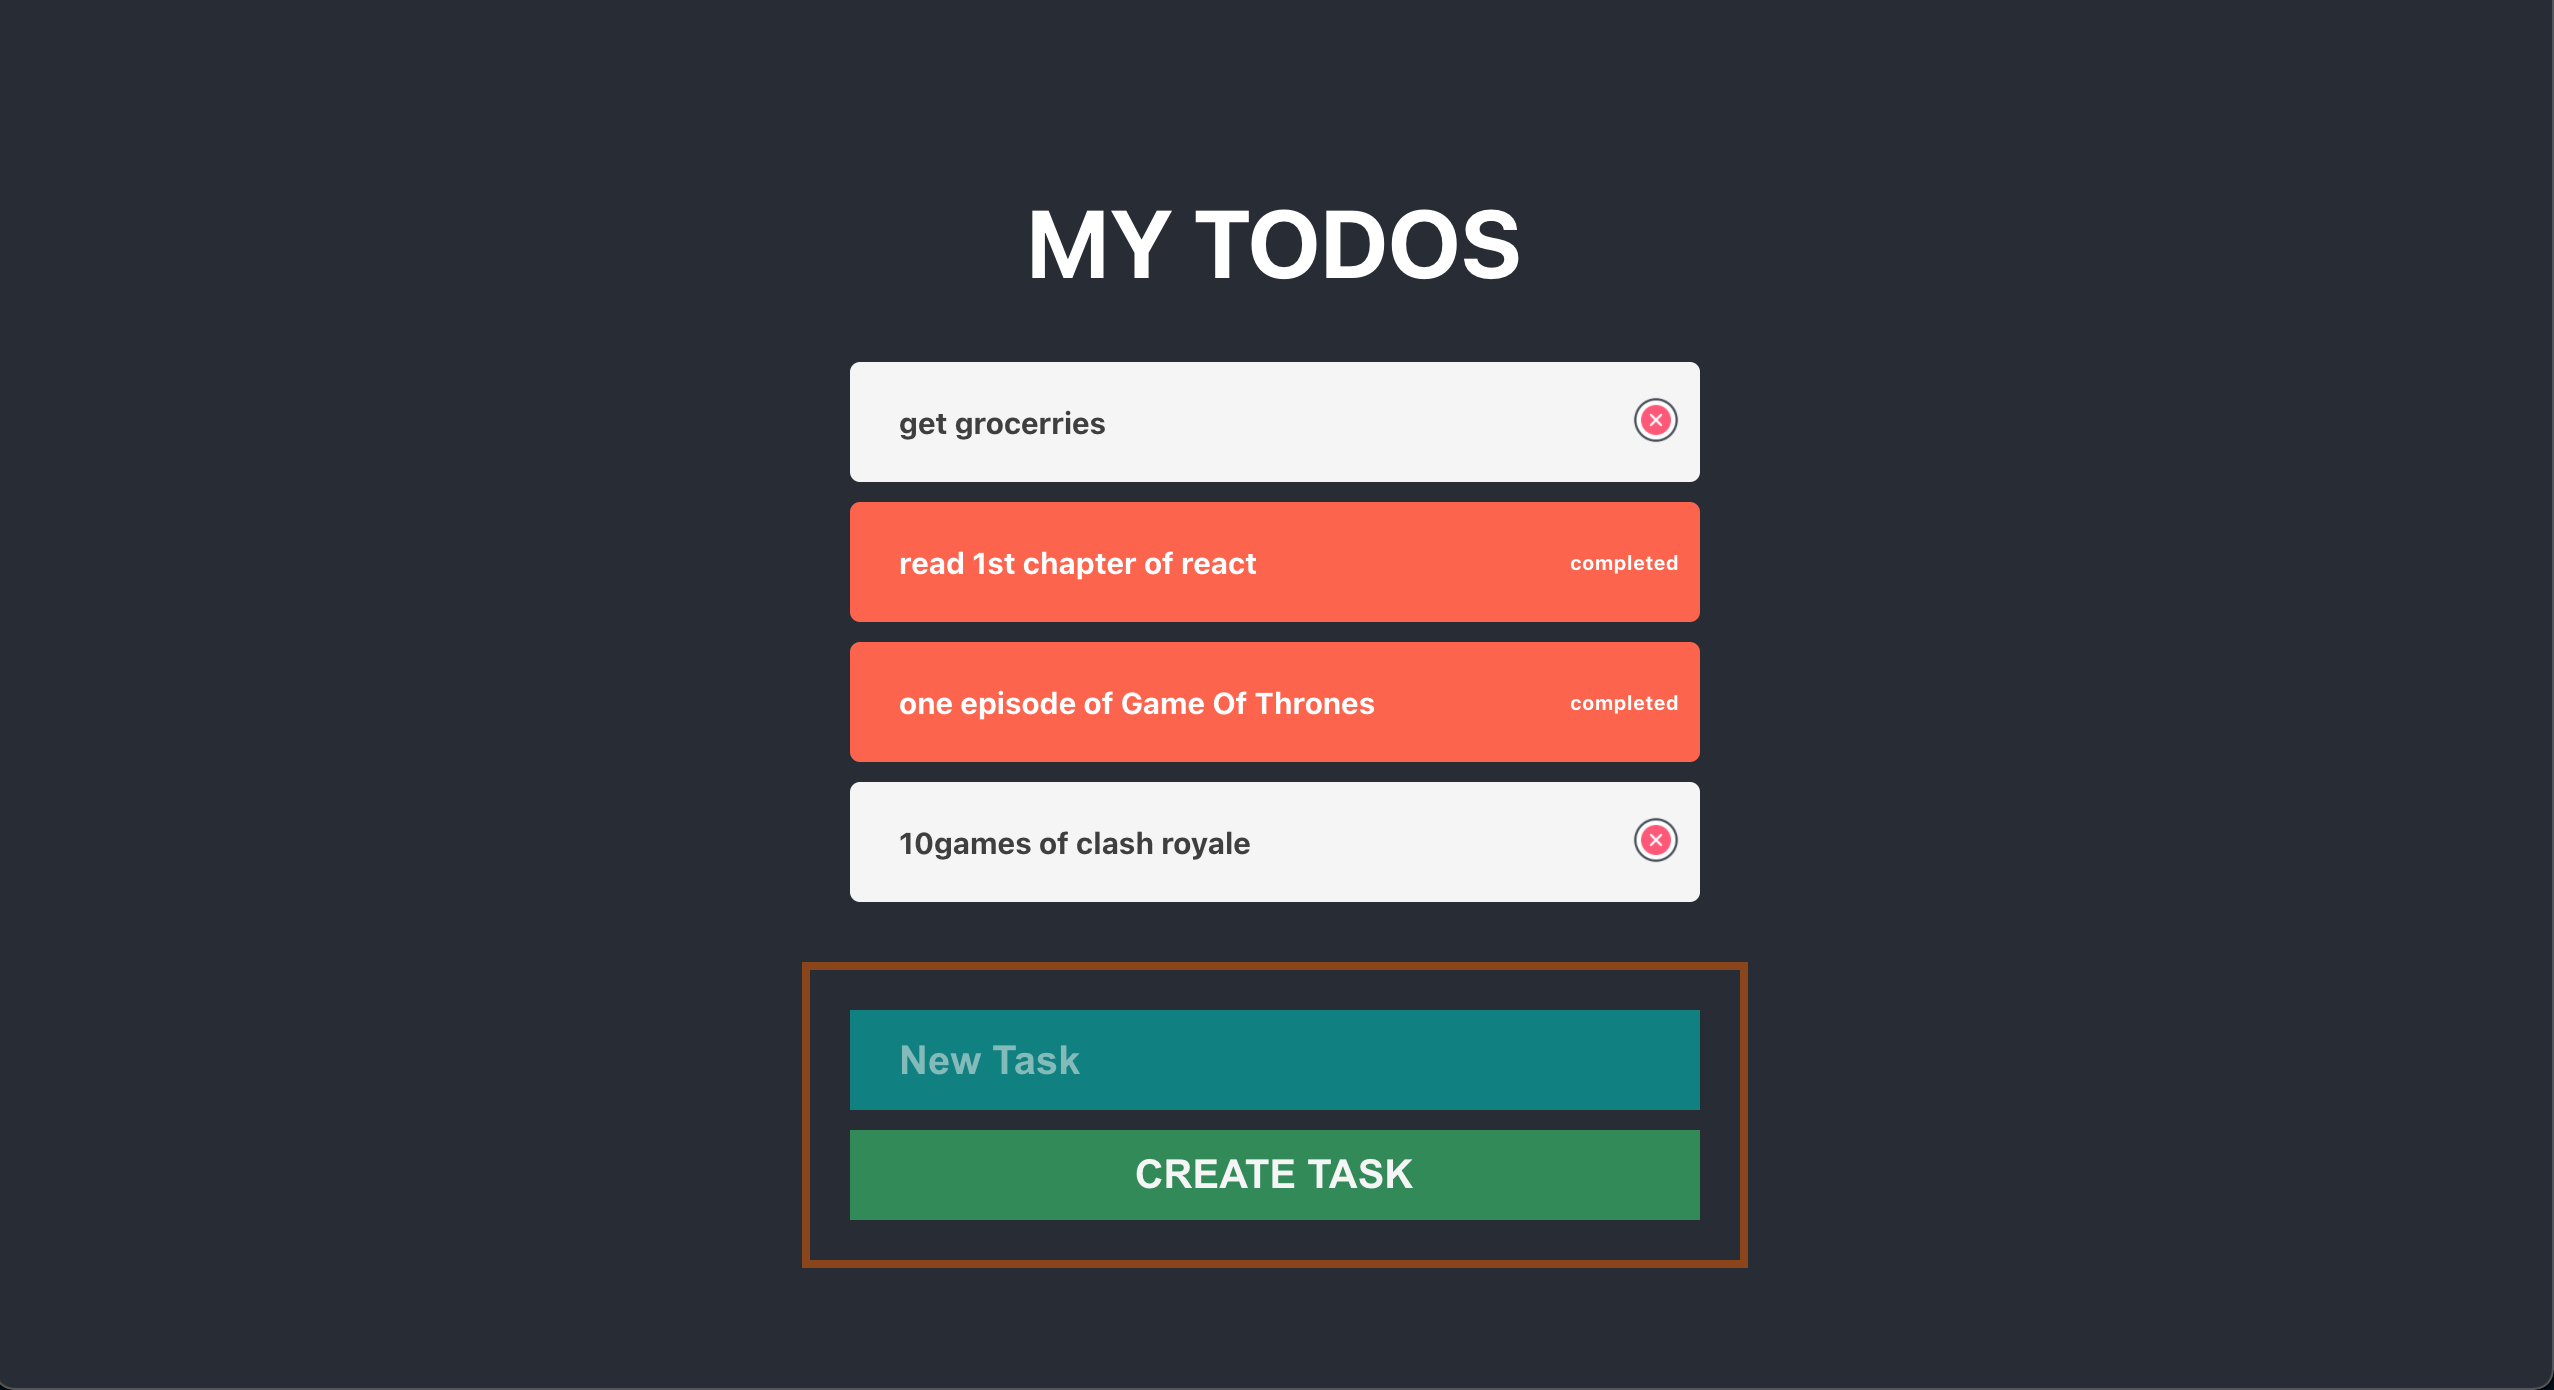 MY TODOS
get grocerries
read 1st chapter of react
completed
one episode of Game Of Thrones
completed
10games of clash royale
New Task
CREATE TASK